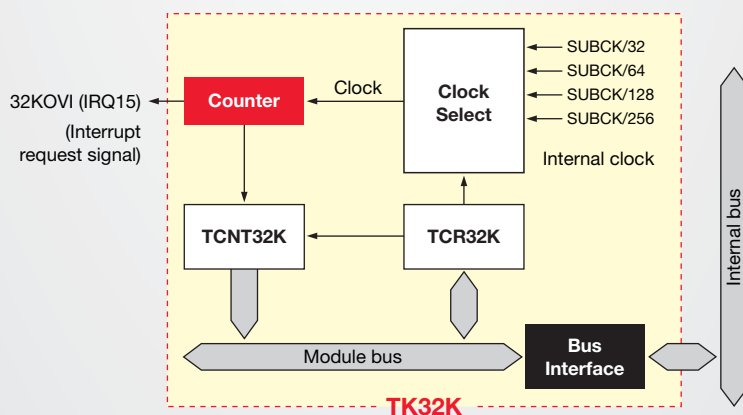 SUBCK/32
SUBCK/64
SUBCK/128
SUBCK/256
Clock
Select
Internal clock
Clock
Counter
32KOVI (IRQ15)
(Interrupt
request signal)
TCNT32K
TCR32K
Internal bus
Module bus
Bus
Interface
TK32K